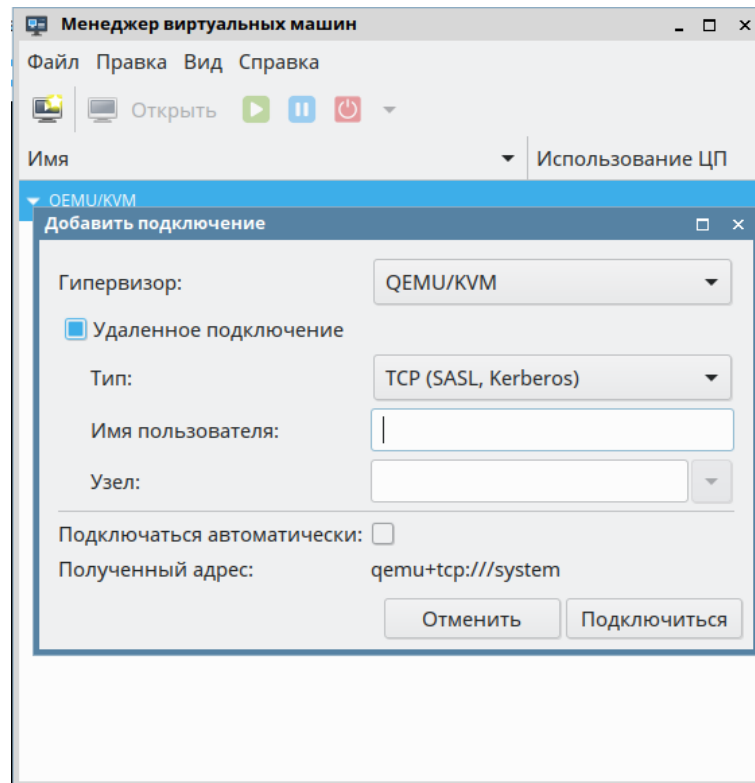 Менеджер виртуальных машин
Файл Правка Вид Справка
Открыть
Имя Использование ЦП
QEMU/KVM
Добавить подключение
Гипервизор: QEMU/KVM
Удаленное подключение
Тип: TCP (SASL, Kerberos)
Имя пользователя:
Узел:
Подключаться автоматически:
Полученный адрес: qemu+tcp:///system
Отменить Подключиться